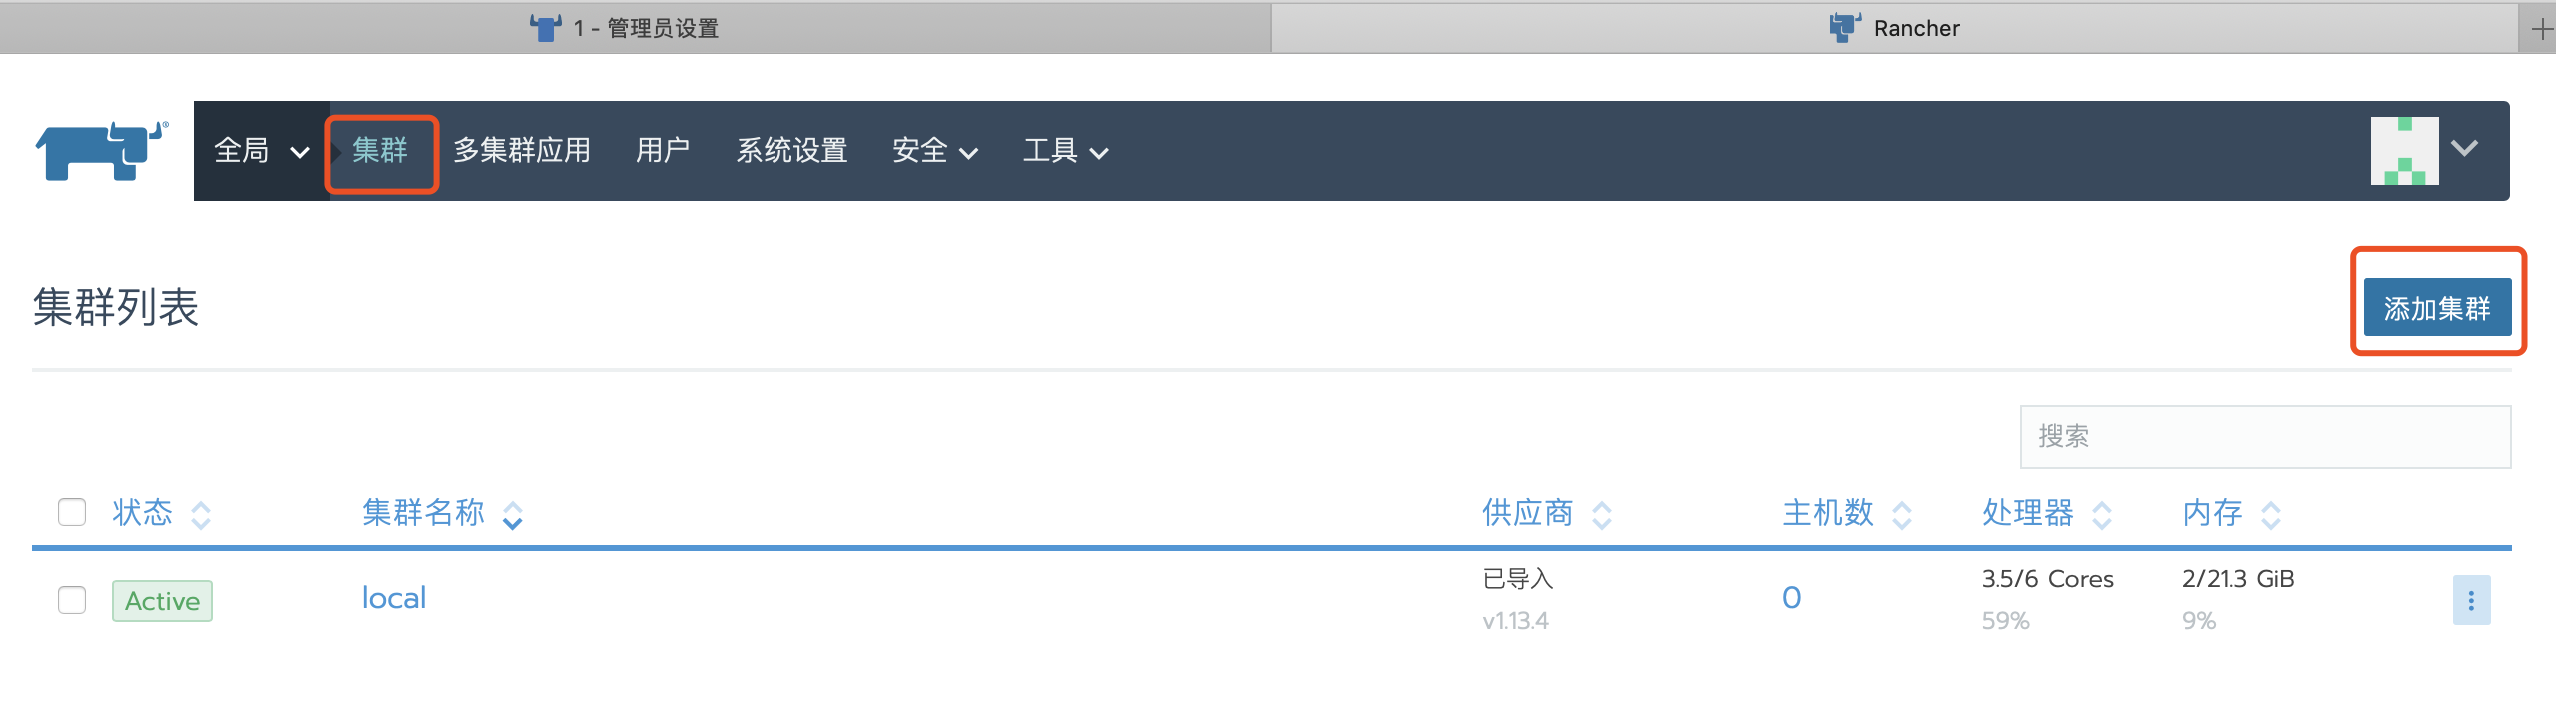 1 - 管理员设置
Rancher
全局 集群 多集群应用 用户 系统设置 安全 工具
集群列表
添加集群
搜索
状态 集群名称 供应商 主机数 处理器 内存
Active local 已导入 0 3.5/6 Cores 2/21.3 GiB
v1.13.4 59% 9%